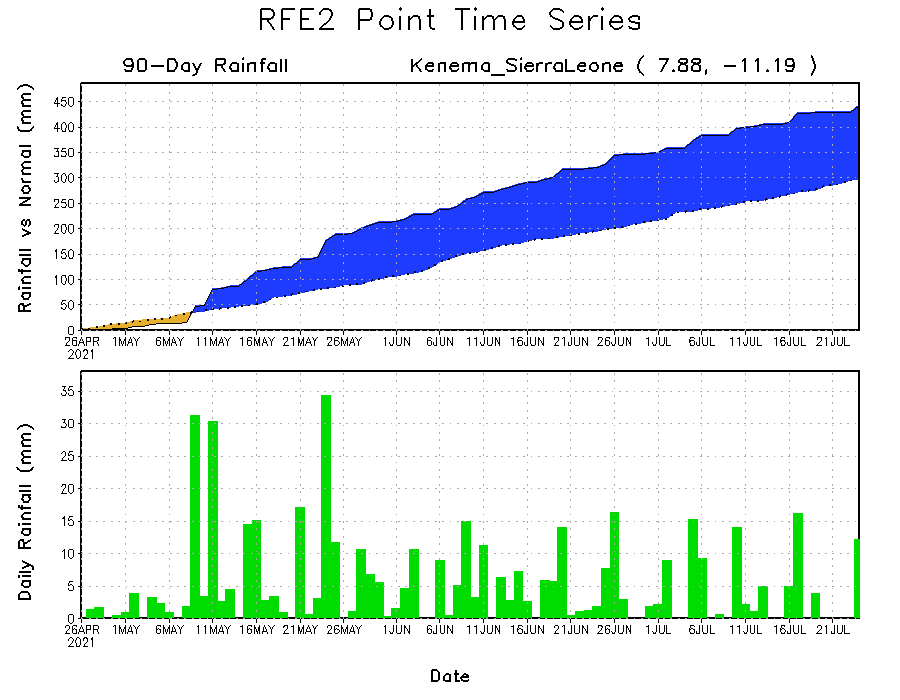 RFE2 Point Time Series
90-Day Rainfall
Kenema_SierraLeone ( 7.88, -11.19 )
Rainfall vs Normal (mm)
450
400
350
300
250
200
150
100
50
0
26APR 1MAY 6MAY 11MAY 16MAY 21MAY 26MAY 1JUN 6JUN 11JUN 16JUN 21JUN 26JUN 1JUL 6JUL 11JUL 16JUL 21JUL
2021
Daily Rainfall (mm)
35
30
25
20
15
10
5
0
26APR 1MAY 6MAY 11MAY 16MAY 21MAY 26MAY 1JUN 6JUN 11JUN 16JUN 21JUN 26JUN 1JUL 6JUL 11JUL 16JUL 21JUL
2021
Date